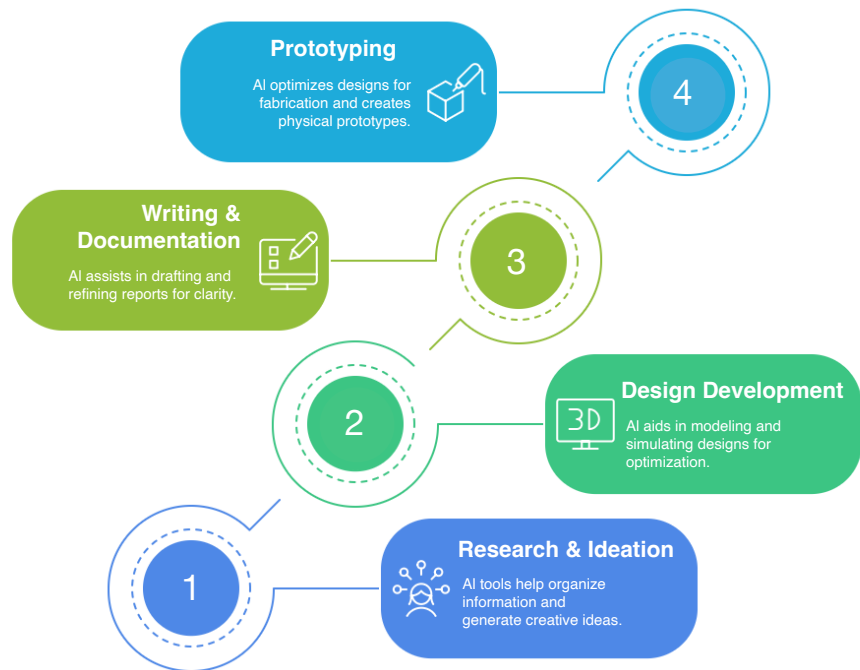 Prototyping
AI optimizes designs for
fabrication and creates
physical prototypes.
4
Writing &
Documentation
AI assists in drafting and
refining reports for clarity.
3
2
Design Development
3D
AI aids in modeling and
simulating designs for
optimization.
1
Research & Ideation
AI tools help organize
information and
generate creative ideas.